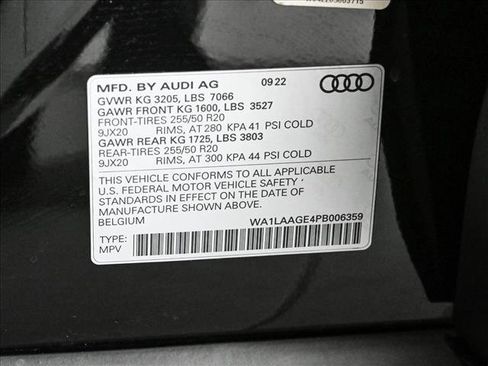 MFD. BY AUDI AG 09 22
GVWR KG 3205, LBS 7066
GAWR FRONT KG 1600, LBS 3527
FRONT-TIRES 255/50 R20
9JX20 RIMS, AT 280 KPA 41 PSI COLD
GAWR REAR KG 1725, LBS 3803
REAR-TIRES 255/50 R20
9JX20 RIMS, AT 300 KPA 44 PSI COLD
THIS VEHICLE CONFORMS TO ALL APPLICABLE
U.S. FEDERAL MOTOR VEHICLE SAFETY
STANDARDS IN EFFECT ON THE DATE OF
MANUFACTURE SHOWN ABOVE.
BELGIUM WA1LAAGE4PB006359
TYPE:
MPV